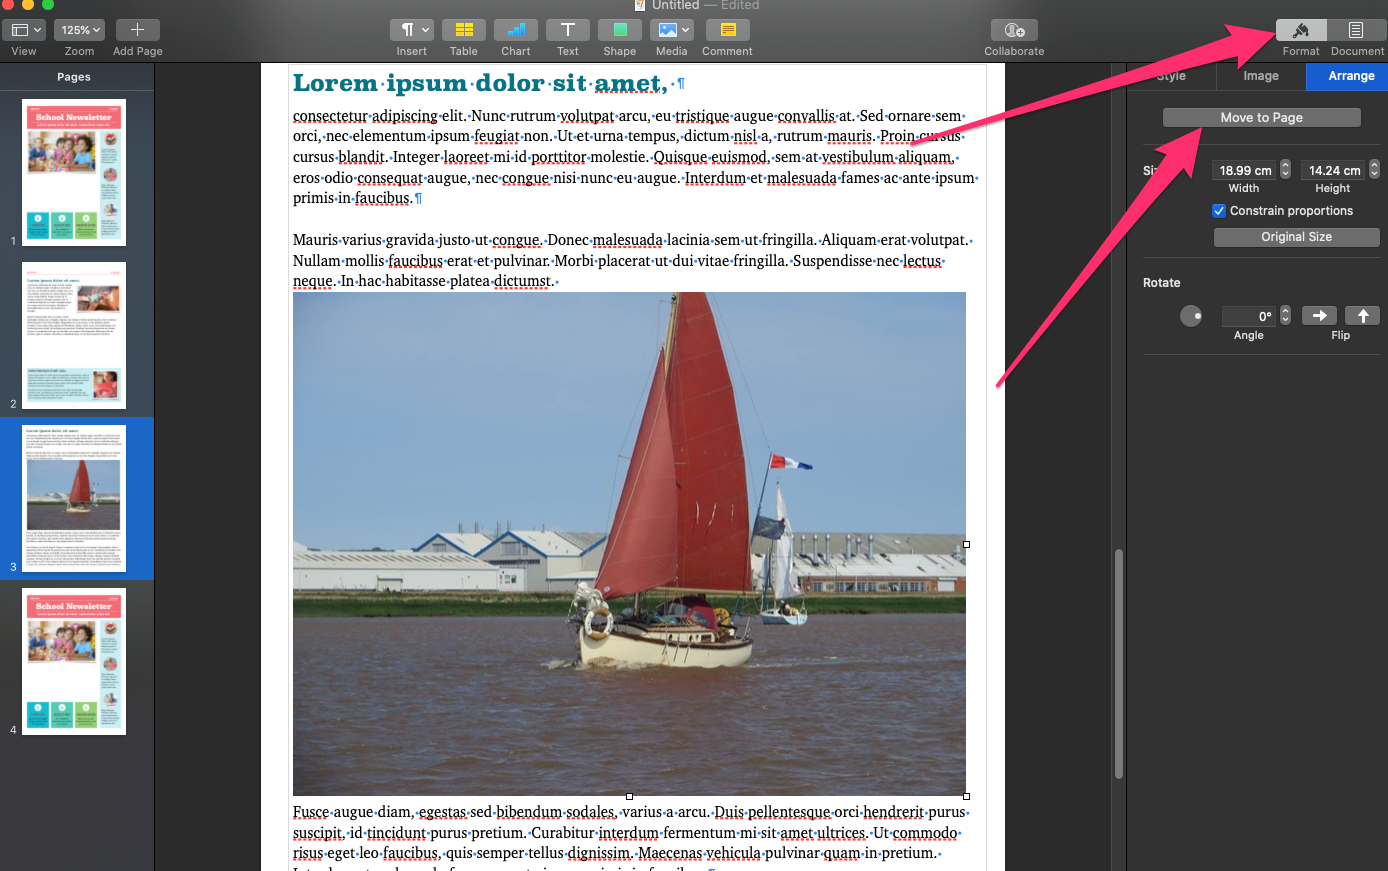 Untitled — Edited
125%
View
Zoom
Add Page
Insert
Table
Chart
T
Text
Shape
Media
Comment
Collaborate
Format
Document
Pages
Style
Image
Arrange
School Newsletter
1
2
3
School Newsletter
4
Lorem ipsum dolor sit amet, ¶
consectetur adipiscing elit. Nunc rutrum volutpat arcu, eu tristique augue convallis at. Sed ornare sem
orci, nec elementum ipsum feugiat non. Ut et urna tempus, dictum nisl a, rutrum mauris. Proin cursus
cursus blandit. Integer laoreet mi id porttitor molestie. Quisque euismod, sem at vestibulum aliquam,
eros odio consequat augue, nec congue nisi nunc eu augue. Interdum et malesuada fames ac ante ipsum
primis in faucibus. ¶
Mauris varius gravida justo ut congue. Donec malesuada lacinia sem ut fringilla. Aliquam erat volutpat.
Nullam mollis faucibus erat et pulvinar. Morbi placerat ut dui vitae fringilla. Suspendisse nec lectus
neque. In hac habitasse platea dictumst.
Fusce augue diam, egestas sed bibendum sodales, varius a arcu. Duis pellentesque orci hendrerit purus
suscipit, id tincidunt purus pretium. Curabitur interdum fermentum mi sit amet ultrices. Ut commodo
risus eget leo faucibus, quis semper tellus dignissim. Maecenas vehicula pulvinar quam in pretium.
Move to Page
18.99 cm
14.24 cm
Width
Height
Constrain proportions
Original Size
Rotate
0°
Angle
Flip